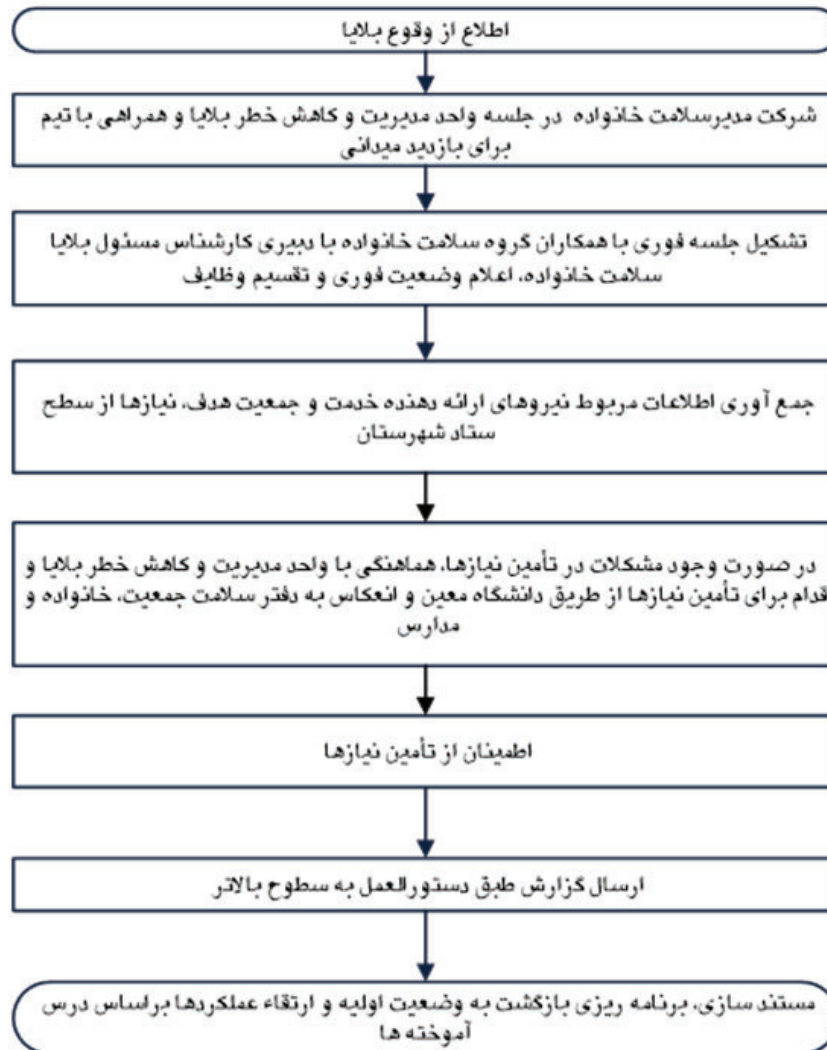 اطلاع از وقوع بلایا
شرکت مدیرسلامت خانواده در جلسه واحد مدیریت و کاهش خطر بلایا و همراهی با تیم
برای بازدید میدانی
تشکیل جلسه فوری با همکاران گروه سلامت خانواده با دبیری کارشناس مسئول بلایا
سلامت خانواده، اعلام وضعیت فوری و تقسیم وظایف
جمع آوری اطلاعات مربوط نیروهای ارائه دهنده خدمت و جمعیت هدف، نیازها از سطح
ستاد شهرستان
در صورت وجود مشکلات در تأمین نیازها، هماهنگی با واحد مدیریت و کاهش خطر بلایا و
قدام برای تأمین نیازها از طریق دانشگاه معین و انعکاس به دفتر سلامت جمعیت، خانواده و
مدارس
اطمینان از تأمین نیازها
ارسال گزارش طبق دستورالعمل به سطوح بالاتر
مستند سازی، برنامه ریزی بازگشت به وضعیت اولیه و ارتقاء عملکردها براساس درس
آموخته ها